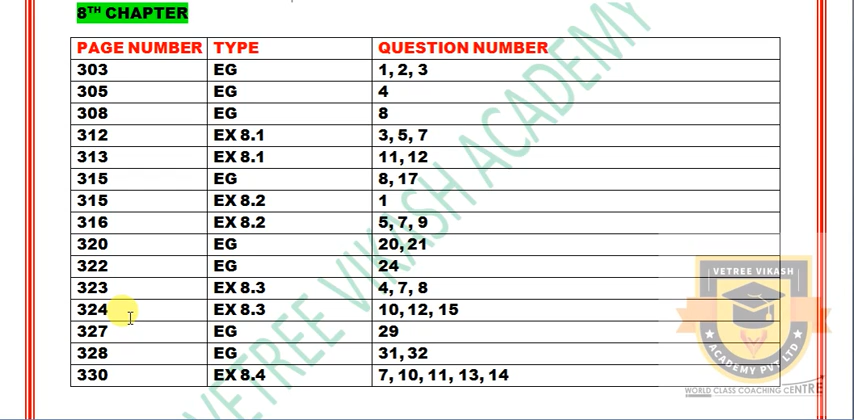 8TH CHAPTER
PAGE NUMBER TYPE QUESTION NUMBER
303 EG 1, 2, 3
305 EG 4
308 EG 8
312 EX 8.1 3, 5, 7
313 EX 8.1 11, 12
315 EG 8, 17
315 EX 8.2 1
316 EX 8.2 5, 7, 9
320 EG 20, 21
322 EG 24
323 EX 8.3 4, 7, 8
324 EX 8.3 10, 12, 15
327 EG 29
328 EG 31, 32
330 EX 8.4 7, 10, 11, 13, 14
VETREE VIKASH ACADEMY
VETREE VIKASH
ACADEMY PVT LTD
WORLD CLASS COACHING CENTRE